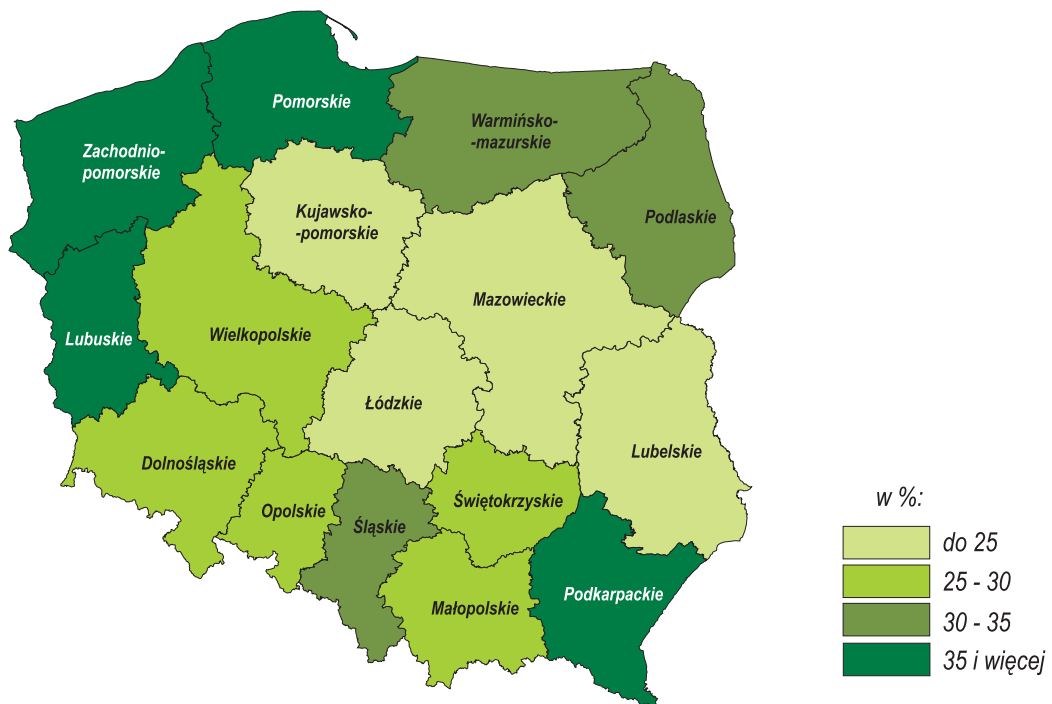 Pomorskie
Warmińsko-
-mazurskie
Zachodnio-
pomorskie
Kujawsko-
-pomorskie
Podlaskie
Mazowieckie
Lubuskie
Wielkopolskie
Łódzkie
Lubelskie
Dolnośląskie
Opolskie
Śląskie
Świętokrzyskie
Małopolskie
Podkarpackie
w %:
do 25
25 - 30
30 - 35
35 i więcej